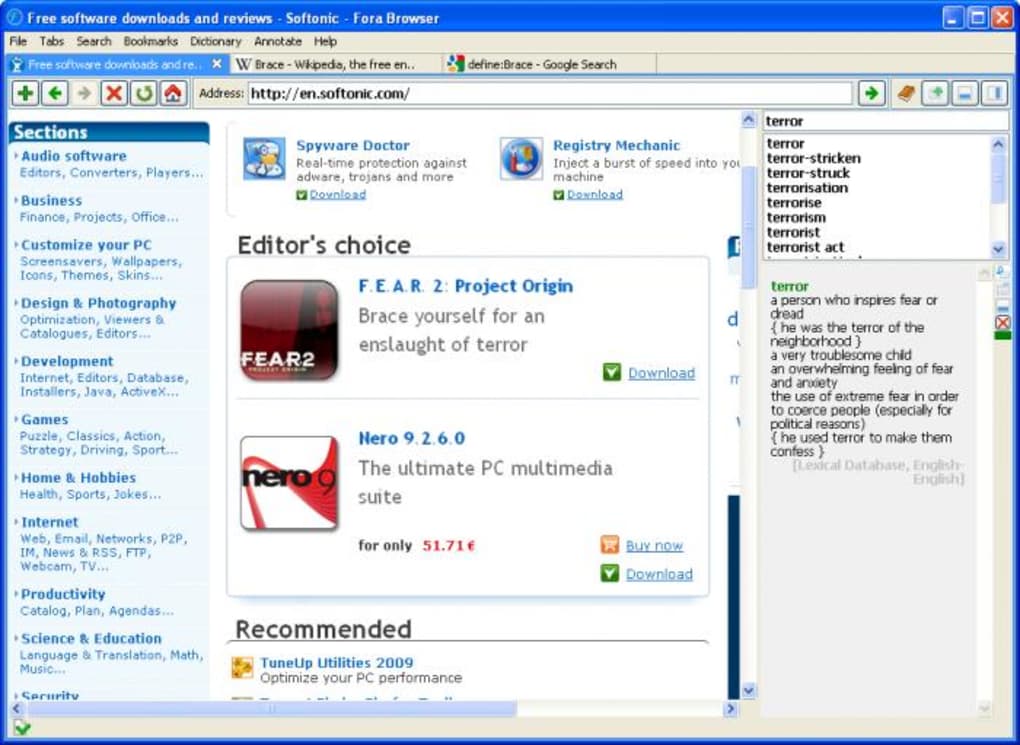 Free software downloads and reviews - Softonic - Fora Browser
File Tabs Search Bookmarks Dictionary Annotate Help
Free software downloads and re..
W Brace - Wikipedia, the free en..
define:Brace - Google Search
Address: http://en.softonic.com/
Sections
Audio software
Editors, Converters, Players...
Business
Finance, Projects, Office...
Customize your PC
Screensavers, Wallpapers,
Icons, Themes, Skins...
Design & Photography
Optimization, Viewers &
Catalogues, Editors...
Development
Internet, Editors, Database,
Installers, Java, ActiveX...
Games
Puzzle, Classics, Action,
Strategy, Driving, Sport...
Home & Hobbies
Health, Sports, Jokes...
Internet
Web, Email, Networks, P2P,
IM, News & RSS, FTP,
Webcam, TV...
Productivity
Catalog, Plan, Agendas...
Science & Education
Language & Translation, Math,
Music...
Security
Spyware Doctor
Real-time protection against
adware, trojans and more
Download
Registry Mechanic
Inject a burst of speed into you
machine
Download
Editor's choice
FEAR2
PROJECT ORIGIN
F.E.A.R. 2: Project Origin
Brace yourself for an
enslaught of terror
Download
nero 9
Nero 9.2.6.0
The ultimate PC multimedia
suite
for only 51.71 €
Buy now
Download
Recommended
TuneUp Utilities 2009
Optimize your PC performance
d
terror
terror
terror-stricken
terror-struck
terrorisation
terrorise
terrorism
terrorist
terrorist act
terror
a person who inspires fear or
dread
{ he was the terror of the
neighborhood }
a very troublesome child
an overwhelming feeling of fear
and anxiety
the use of extreme fear in order
to coerce people (especially for
political reasons)
{ he used terror to make them
confess }
[Lexical Database, English-
English]